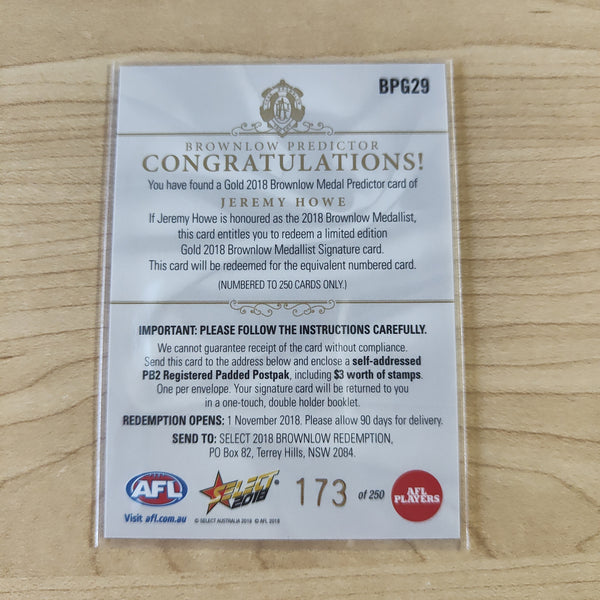 BPG29
BROWNLOW PREDICTOR
CONGRATULATIONS!
You have found a Gold 2018 Brownlow Medal Predictor card of
JEREMY HOWE
If Jeremy Howe is honoured as the 2018 Brownlow Medallist,
this card entitles you to redeem a limited edition
Gold 2018 Brownlow Medallist Signature card.
This card will be redeemed for the equivalent numbered card.
(NUMBERED TO 250 CARDS ONLY.)
IMPORTANT: PLEASE FOLLOW THE INSTRUCTIONS CAREFULLY.
We cannot guarantee receipt of the card without compliance.
Send this card to the address below and enclose a self-addressed
PB2 Registered Padded Postpak, including $3 worth of stamps.
One per envelope. Your signature card will be returned to you
in a one-touch, double holder booklet.
REDEMPTION OPENS: 1 November 2018. Please allow 90 days for delivery.
SEND TO: SELECT 2018 BROWNLOW REDEMPTION,
PO Box 82, Terrey Hills, NSW 2084.
AFL
SELECT
2018
173 of 250
AFL
PLAYERS
Visit afl.com.au
© SELECT AUSTRALIA 2018 © AFL 2018